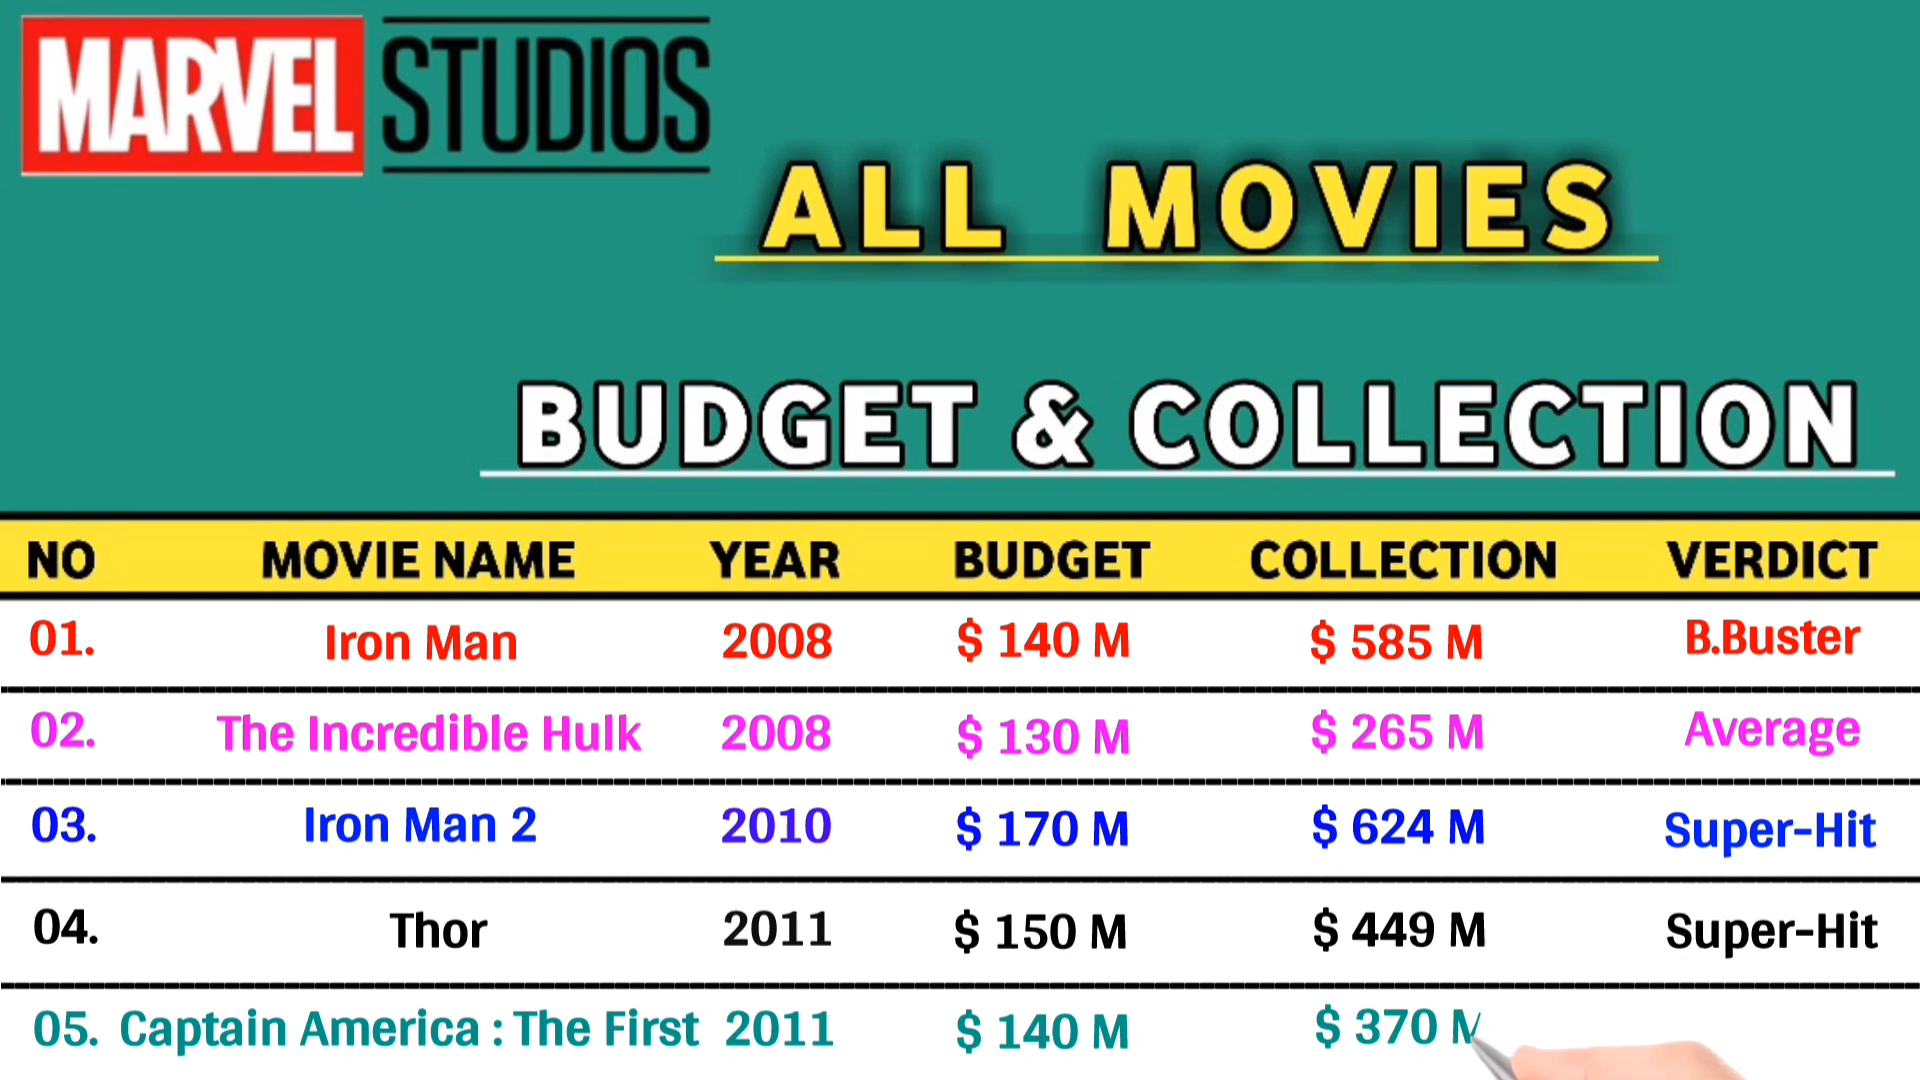 MARVEL STUDIOS
ALL MOVIES
BUDGET & COLLECTION
NO MOVIE NAME YEAR BUDGET COLLECTION VERDICT
01. Iron Man 2008 $ 140 M $ 585 M B.Buster
02. The Incredible Hulk 2008 $ 130 M $ 265 M Average
03. Iron Man 2 2010 $ 170 M $ 624 M Super-Hit
04. Thor 2011 $ 150 M $ 449 M Super-Hit
05. Captain America : The First 2011 $ 140 M $ 370 M